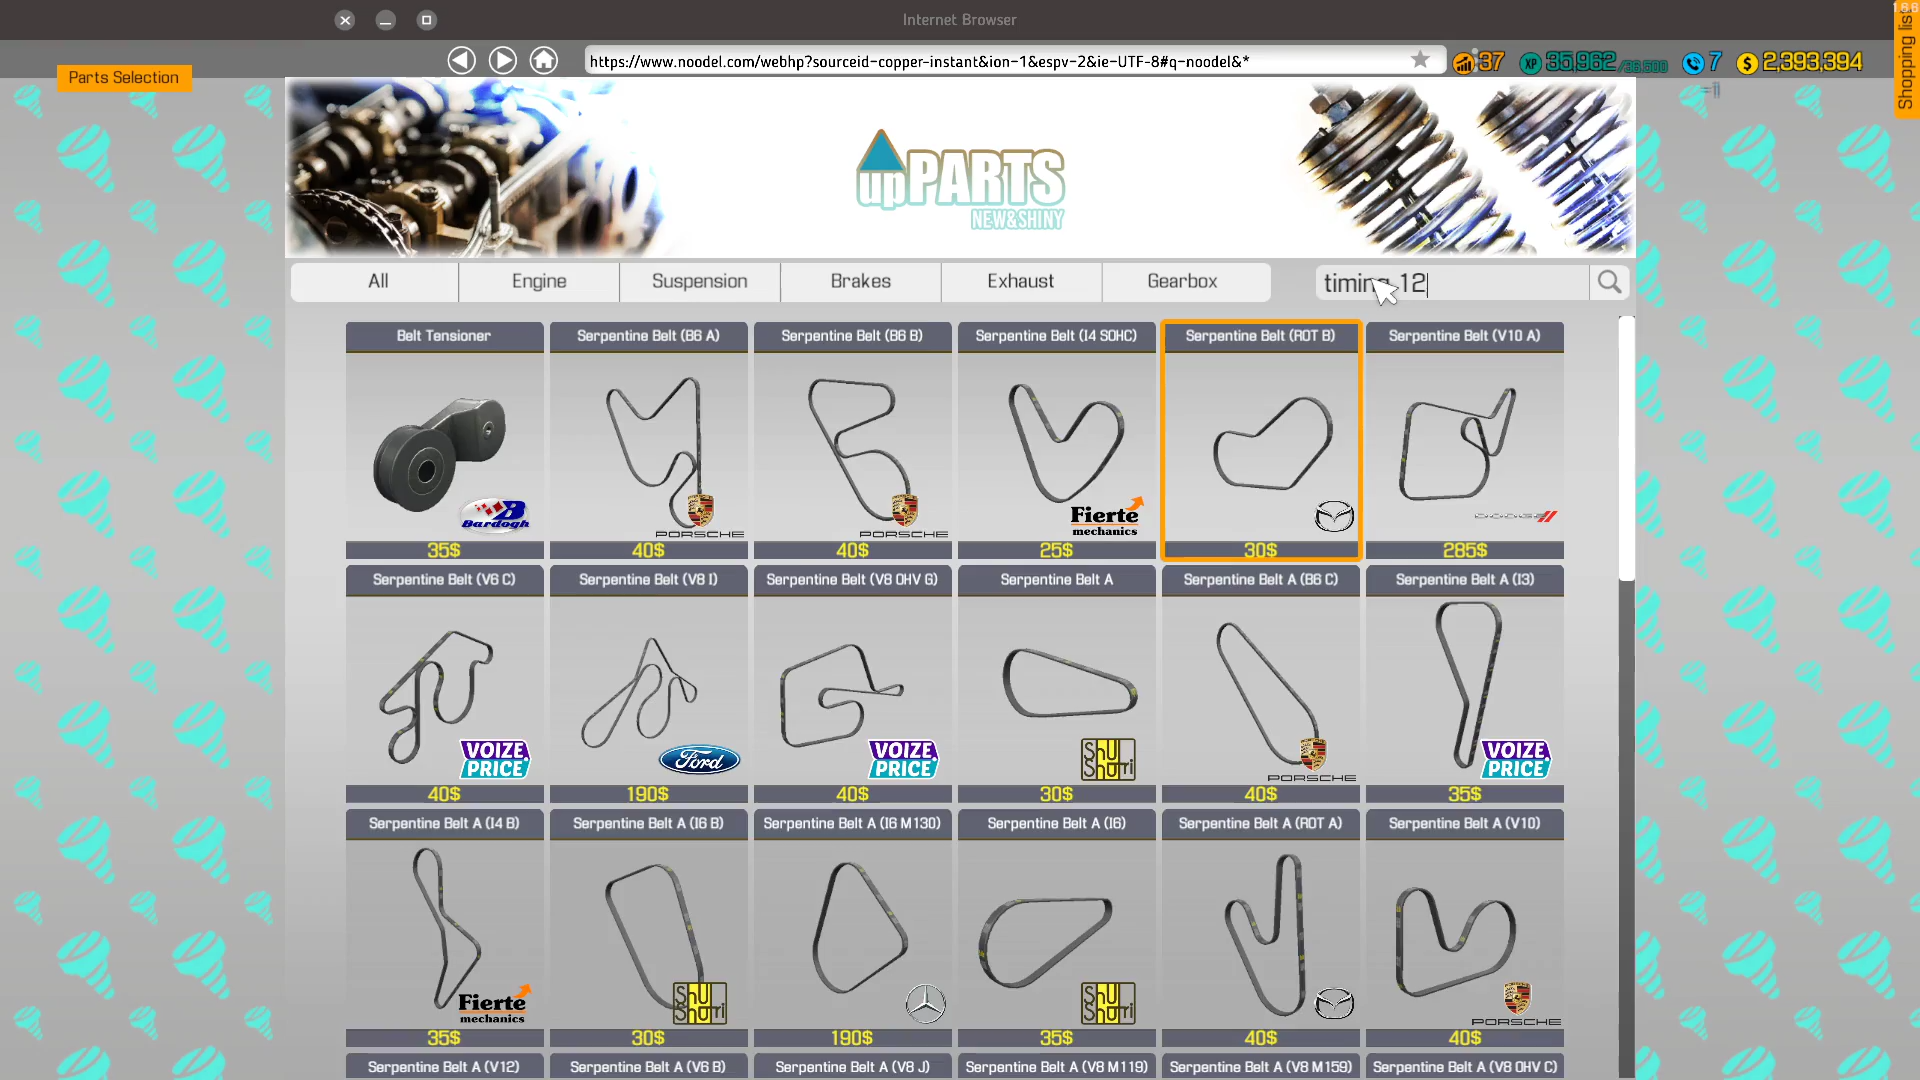 Internet Browser
https://www.noodel.com/webhp?sourceid-copper-instant&ion-1&espv-2&ie-UTF-8#q-noodel&*
37
XP 35,962/36,500
7
$ 2,393,394
Shopping list
Parts Selection
upPARTS
NEW&SHINY
All
Engine
Suspension
Brakes
Exhaust
Gearbox
timing 12
Belt Tensioner
Serpentine Belt (B6 A)
Serpentine Belt (B6 B)
Serpentine Belt (I4 SOHC)
Serpentine Belt (ROT B)
Serpentine Belt (V10 A)
Bardogh
PORSCHE
PORSCHE
Fierte
mechanics
DODGE
35$
40$
40$
25$
30$
285$
Serpentine Belt (V6 C)
Serpentine Belt (V8 I)
Serpentine Belt (V8 OHV G)
Serpentine Belt A
Serpentine Belt A (B6 C)
Serpentine Belt A (I3)
VOIZE
PRICE
Ford
VOIZE
PRICE
PORSCHE
VOIZE
PRICE
40$
190$
40$
30$
40$
35$
Serpentine Belt A (I4 B)
Serpentine Belt A (I6 B)
Serpentine Belt A (I6 M130)
Serpentine Belt A (I6)
Serpentine Belt A (ROT A)
Serpentine Belt A (V10)
Fierte
mechanics
PORSCHE
35$
30$
190$
35$
40$
40$
Serpentine Belt A (V12)
Serpentine Belt A (V6 B)
Serpentine Belt A (V8 J)
Serpentine Belt A (V8 M119)
Serpentine Belt A (V8 M159)
Serpentine Belt A (V8 OHV C)